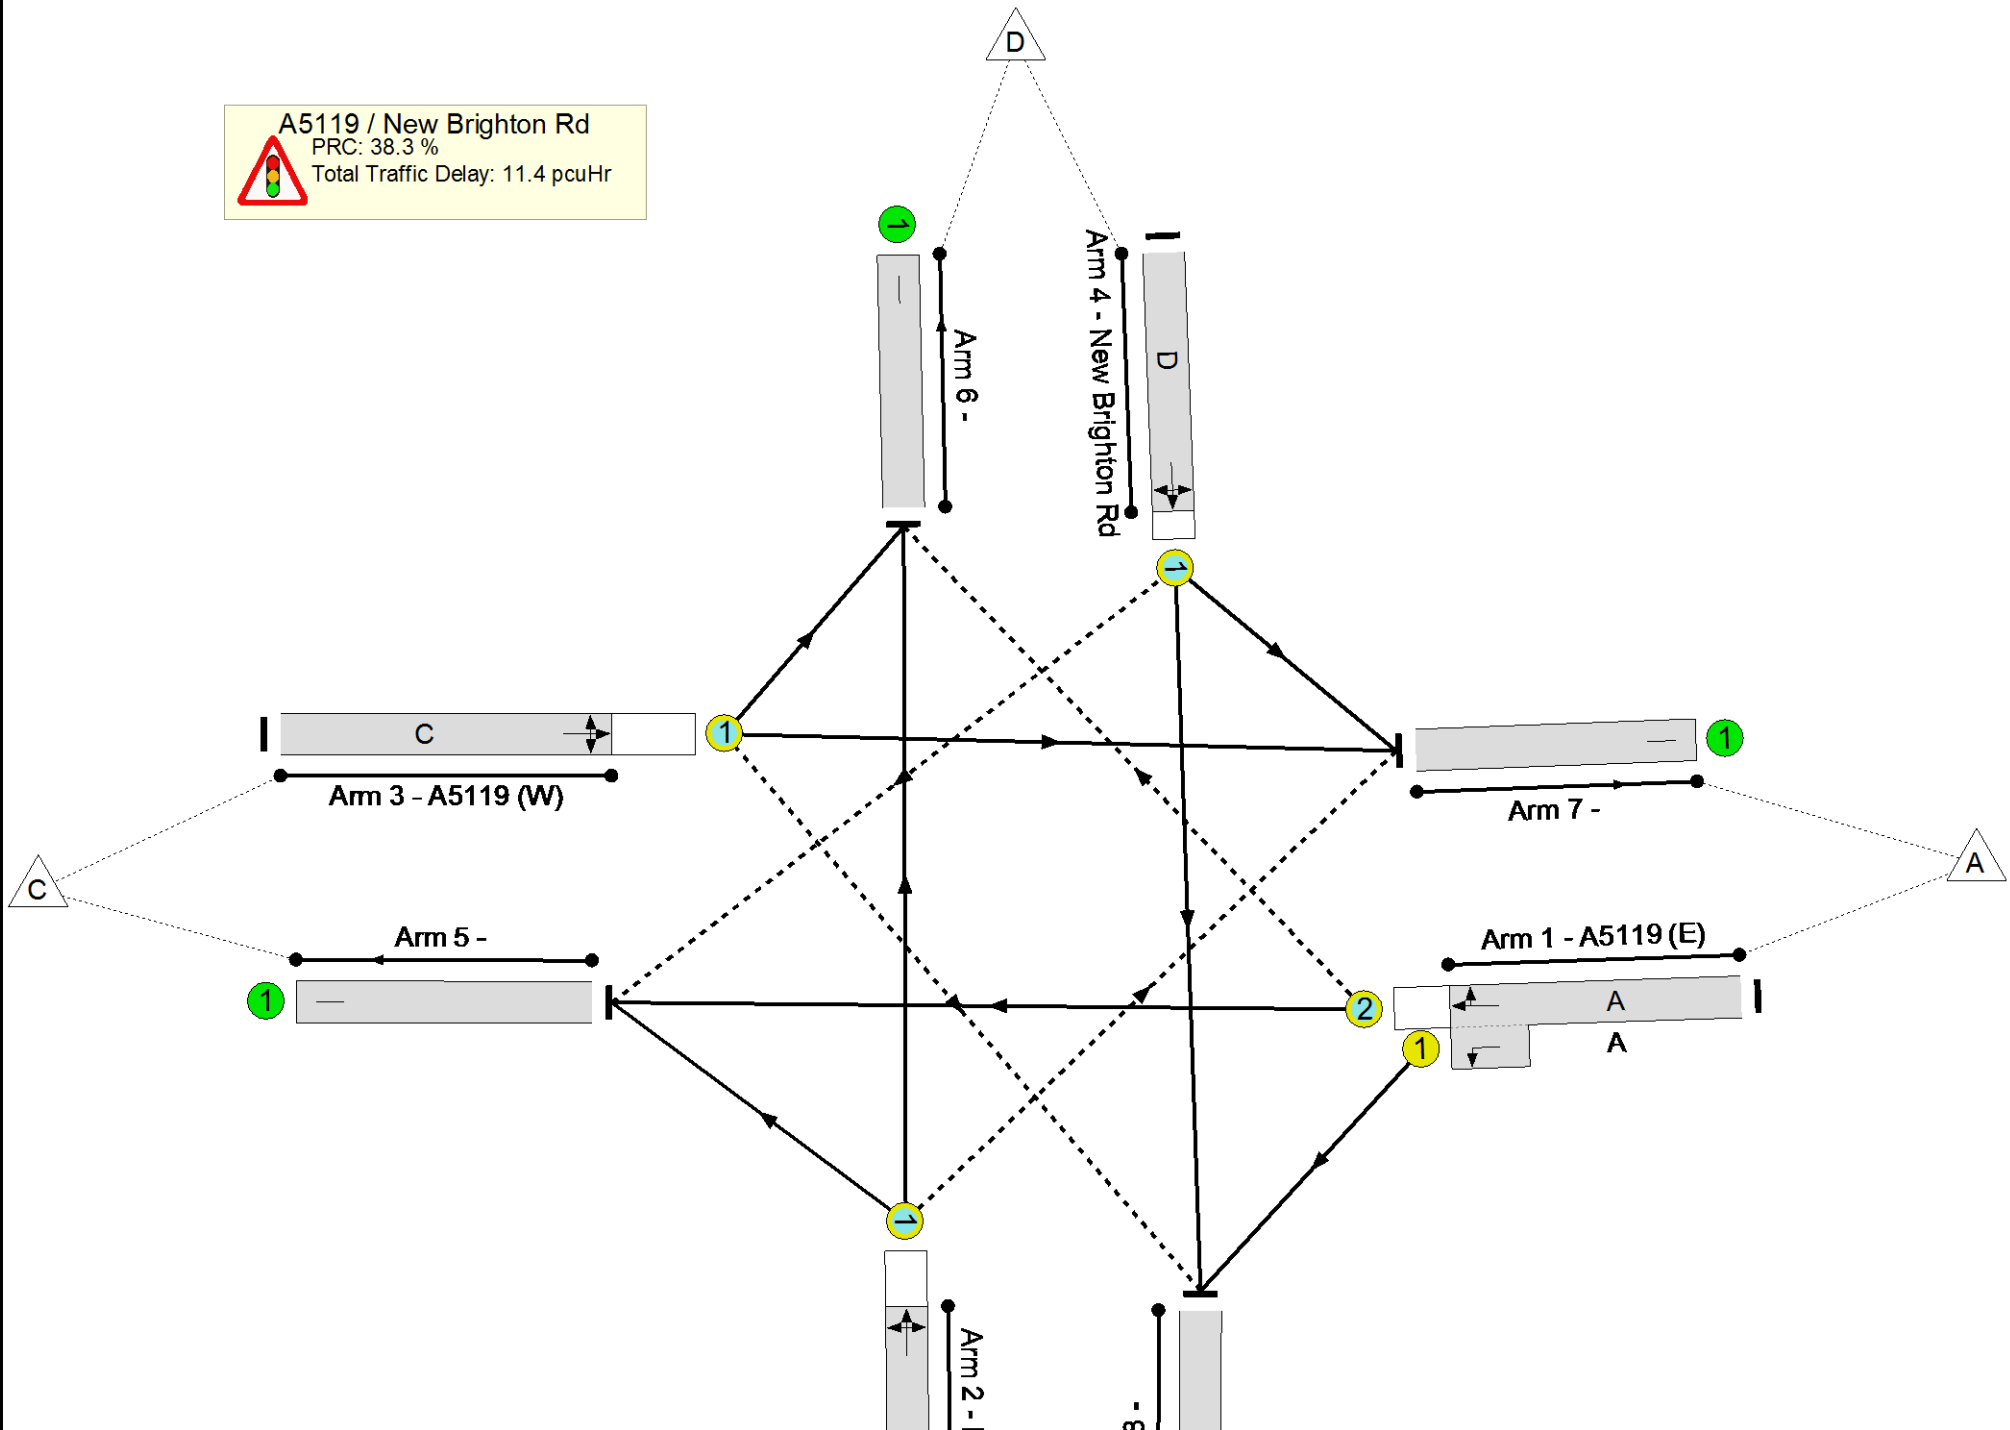 D
A5119 / New Brighton Rd
PRC: 38.3 %
Total Traffic Delay: 11.4 pcuHr
1
Arm 6 -
Arm 4 - New Brighton Rd
D
1
C
1
Arm 3 - A5119 (W)
1
Arm 7 -
C
A
Arm 5 -
Arm 1 - A5119 (E)
1
2
A
1
A
1
Arm 2 -
8 -